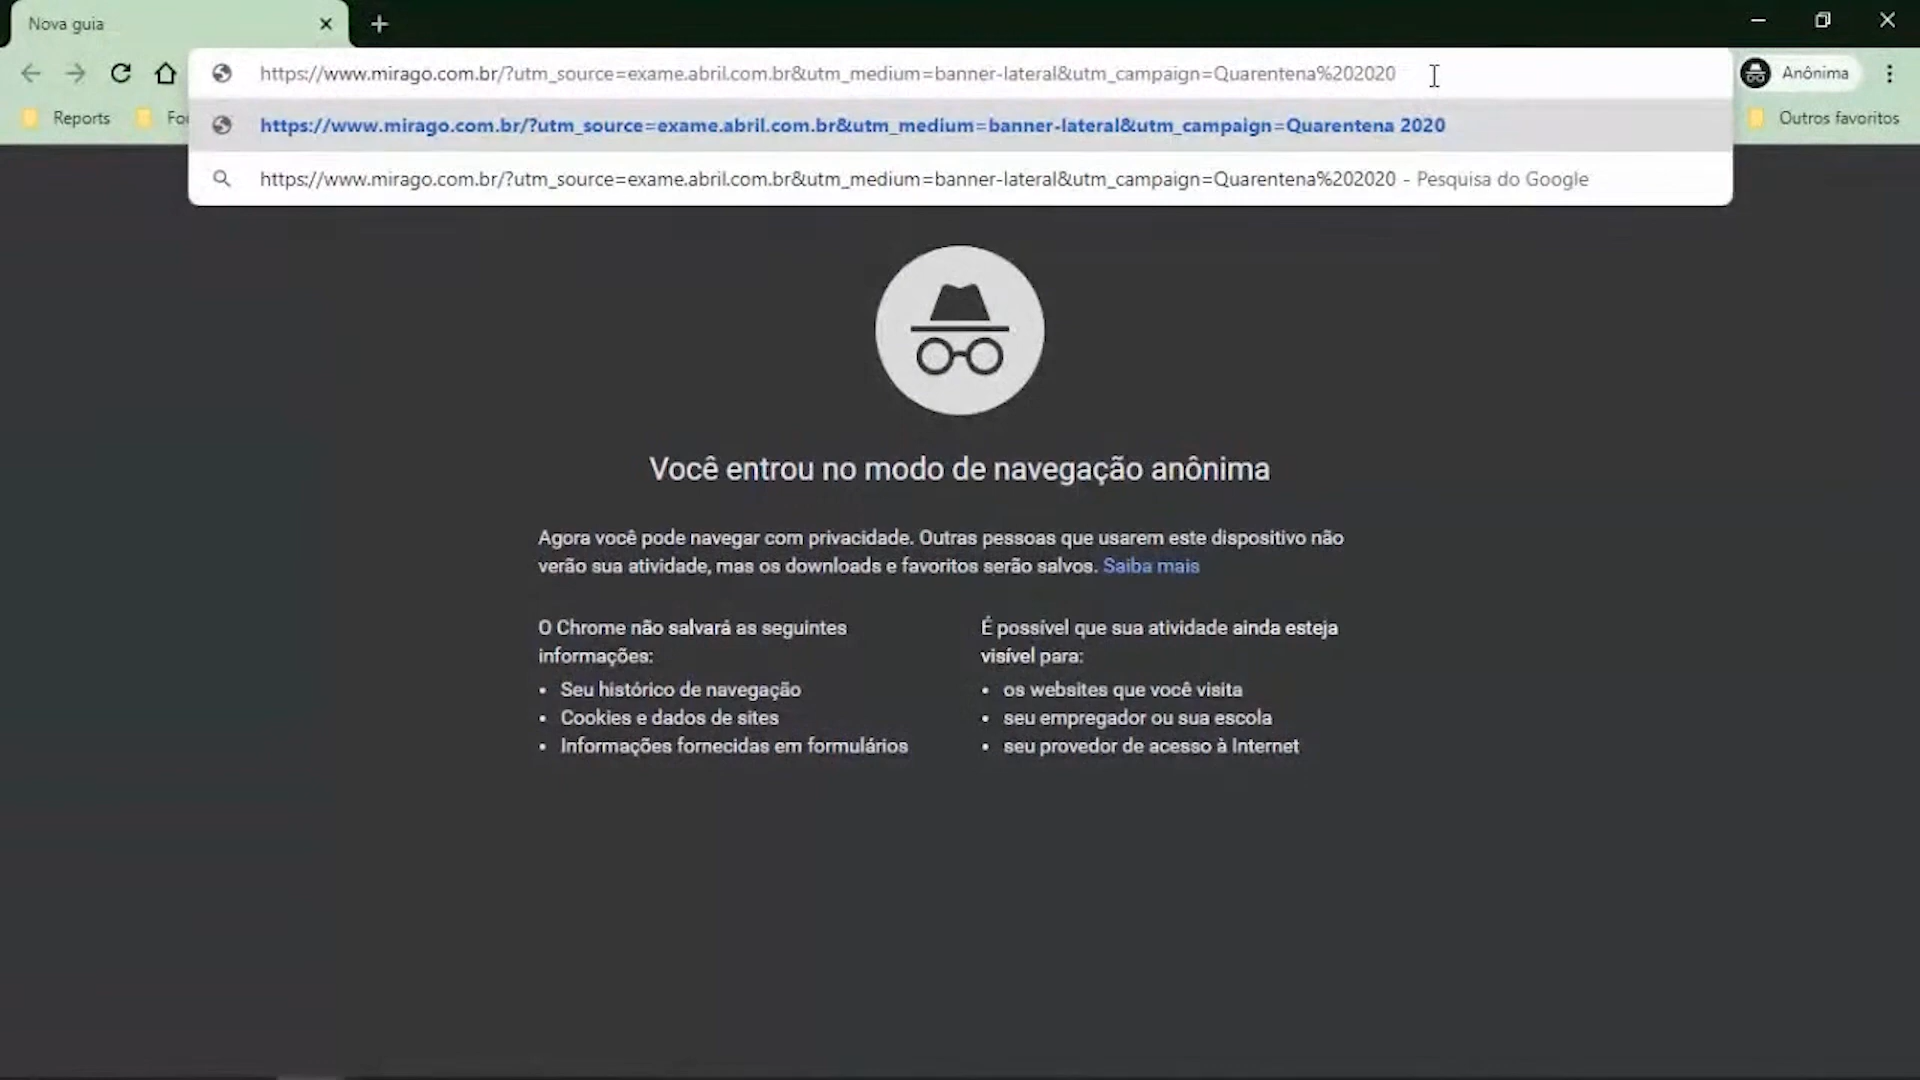 Nova guia
https://www.mirago.com.br/?utm_source=exame.abril.com.br&utm_medium=banner-lateral&utm_campaign=Quarentena%202020
Anônima
https://www.mirago.com.br/?utm_source=exame.abril.com.br&utm_medium=banner-lateral&utm_campaign=Quarentena 2020
Reports
Outros favoritos
https://www.mirago.com.br/?utm_source=exame.abril.com.br&utm_medium=banner-lateral&utm_campaign=Quarentena%202020 - Pesquisa do Google
Você entrou no modo de navegação anônima
Agora você pode navegar com privacidade. Outras pessoas que usarem este dispositivo não
verão sua atividade, mas os downloads e favoritos serão salvos. Saiba mais
O Chrome não salvará as seguintes
informações:
• Seu histórico de navegação
• Cookies e dados de sites
• Informações fornecidas em formulários
É possível que sua atividade ainda esteja
visível para:
• os websites que você visita
• seu empregador ou sua escola
• seu provedor de acesso à Internet